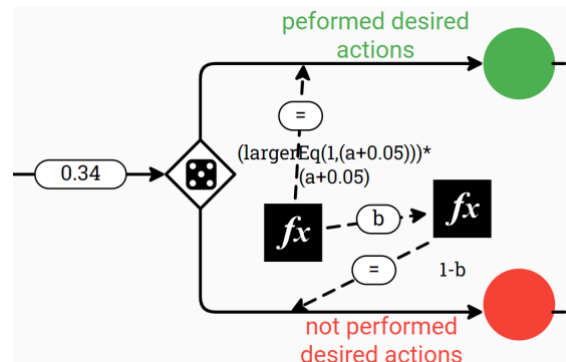 peformed desired
actions
=
(largerEq(1,(a+0.05)))*
(a+0.05)
0.34
fx
b
fx
=
1-b
not performed
desired actions